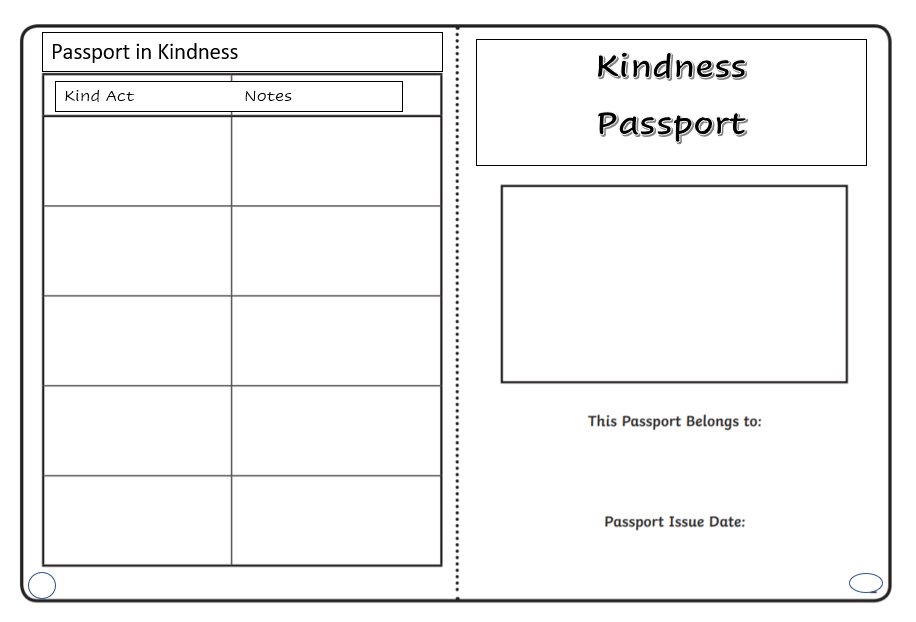 Passport in Kindness
Kind Act Notes
Kindness
Passport
This Passport Belongs to:
Passport Issue Date: